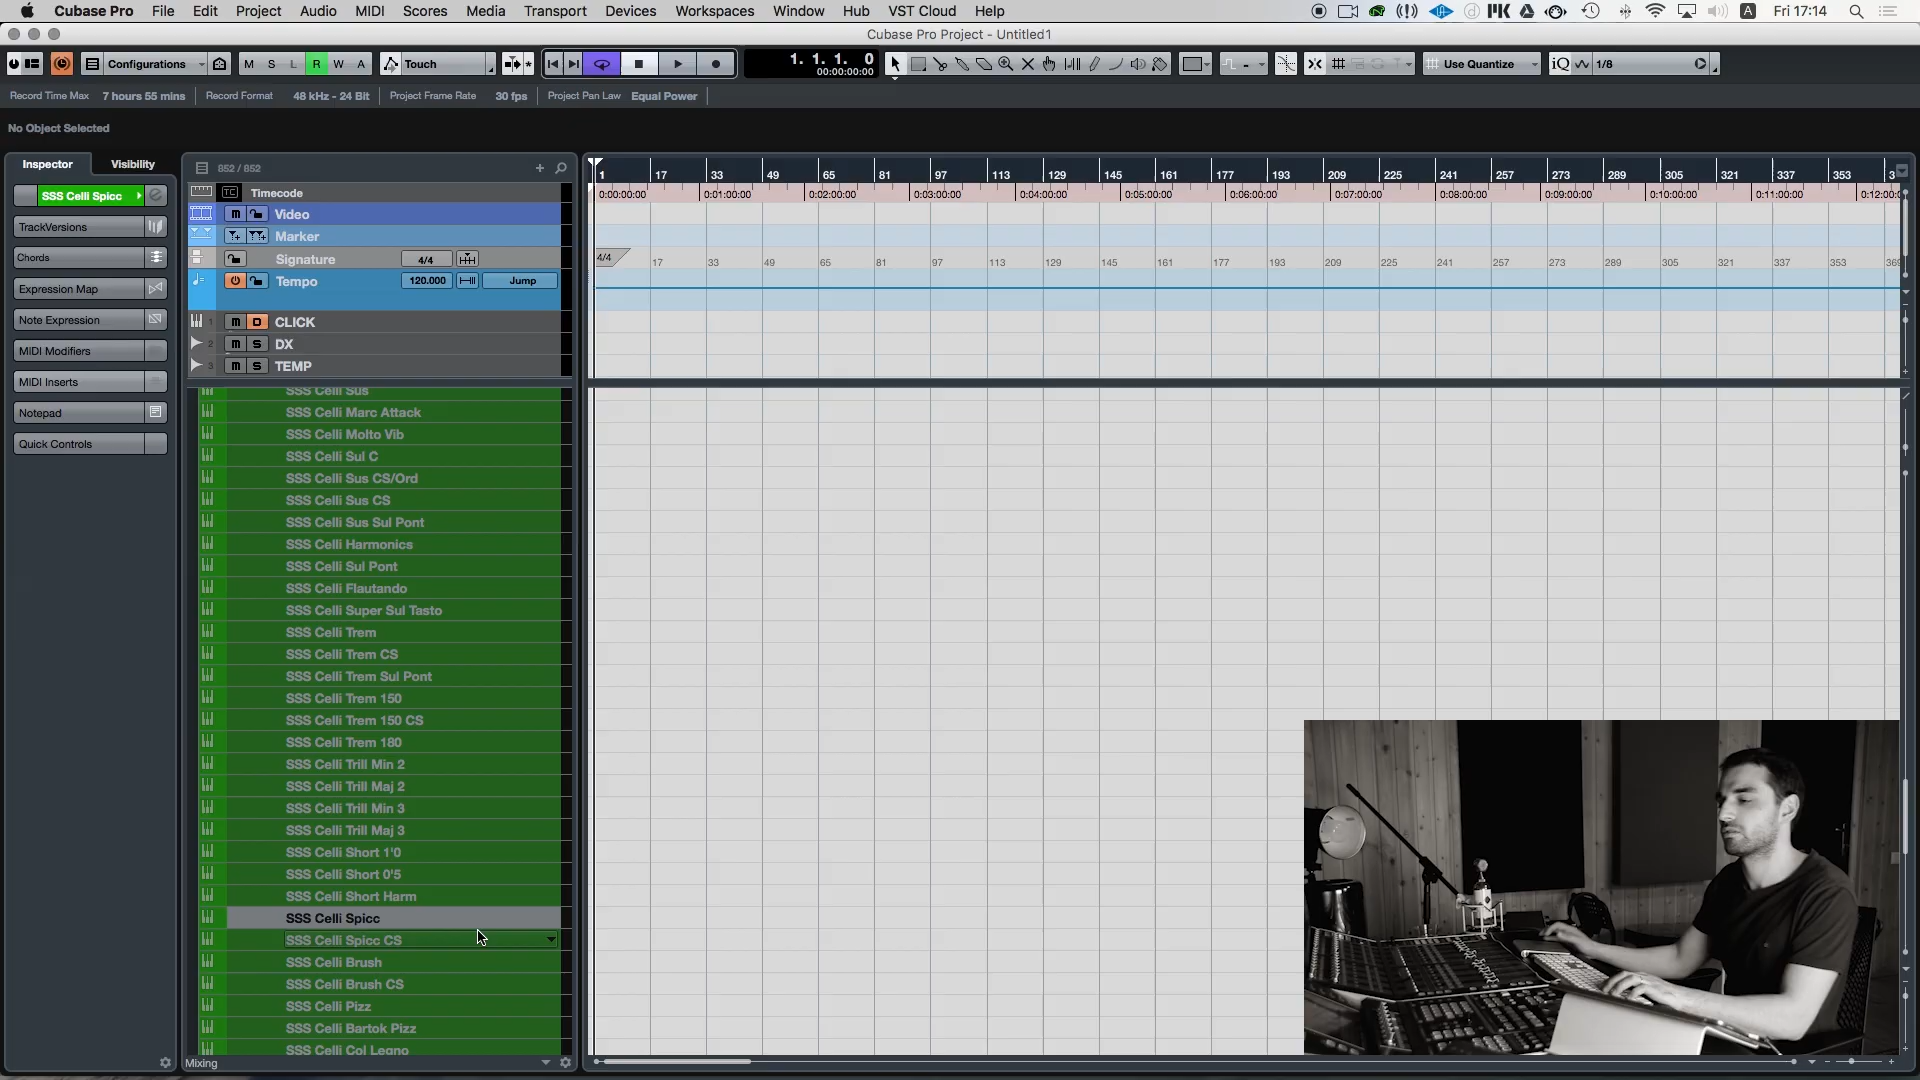 Cubase Pro File Edit Project Audio MIDI Scores Media Transport Devices Workspaces Window Hub VST Cloud Help Fri 17:14
Cubase Pro Project - Untitled1
Configurations M S L R W A Touch 1. 1. 1. 0 Use Quantize iQ 1/8
00:00:00:00
Record Time Max 7 hours 55 mins Record Format 48 kHz - 24 Bit Project Frame Rate 30 fps Project Pan Law Equal Power
No Object Selected
Inspector Visibility 852 / 852
1 17 33 49 65 81 97 113 129 145 161 177 193 209 225 241 257 273 289 305 321 337 353
SSS Celli Spicc TC Timecode 0:00:00:00 0:01:00:00 0:02:00:00 0:03:00:00 0:04:00:00 0:05:00:00 0:06:00:00 0:07:00:00 0:08:00:00 0:09:00:00 0:10:00:00 0:11:00:00 0:12:00:0
m Video
TrackVersions
Marker
Chords Signature 4/4 4/4 17 33 49 65 81 97 113 129 145 161 177 193 209 225 241 257 273 289 305 321 337 353 369
Expression Map Tempo 120.000 Jump
Note Expression 1 m D CLICK
MIDI Modifiers 2 m S DX
3 m S TEMP
MIDI Inserts
SSS Celli Sus
Notepad SSS Celli Marc Attack
SSS Celli Molto Vib
Quick Controls
SSS Celli Sul C
SSS Celli Sus CS/Ord
SSS Celli Sus CS
SSS Celli Sus Sul Pont
SSS Celli Harmonics
SSS Celli Sul Pont
SSS Celli Flautando
SSS Celli Super Sul Tasto
SSS Celli Trem
SSS Celli Trem CS
SSS Celli Trem Sul Pont
SSS Celli Trem 150
SSS Celli Trem 150 CS
SSS Celli Trem 180
SSS Celli Trill Min 2
SSS Celli Trill Maj 2
SSS Celli Trill Min 3
SSS Celli Trill Maj 3
SSS Celli Short 1'0
SSS Celli Short 0'5
SSS Celli Short Harm
SSS Celli Spicc
SSS Celli Spicc CS
SSS Celli Brush
SSS Celli Brush CS
SSS Celli Pizz
SSS Celli Bartok Pizz
SSS Celli Col Legno
Mixing